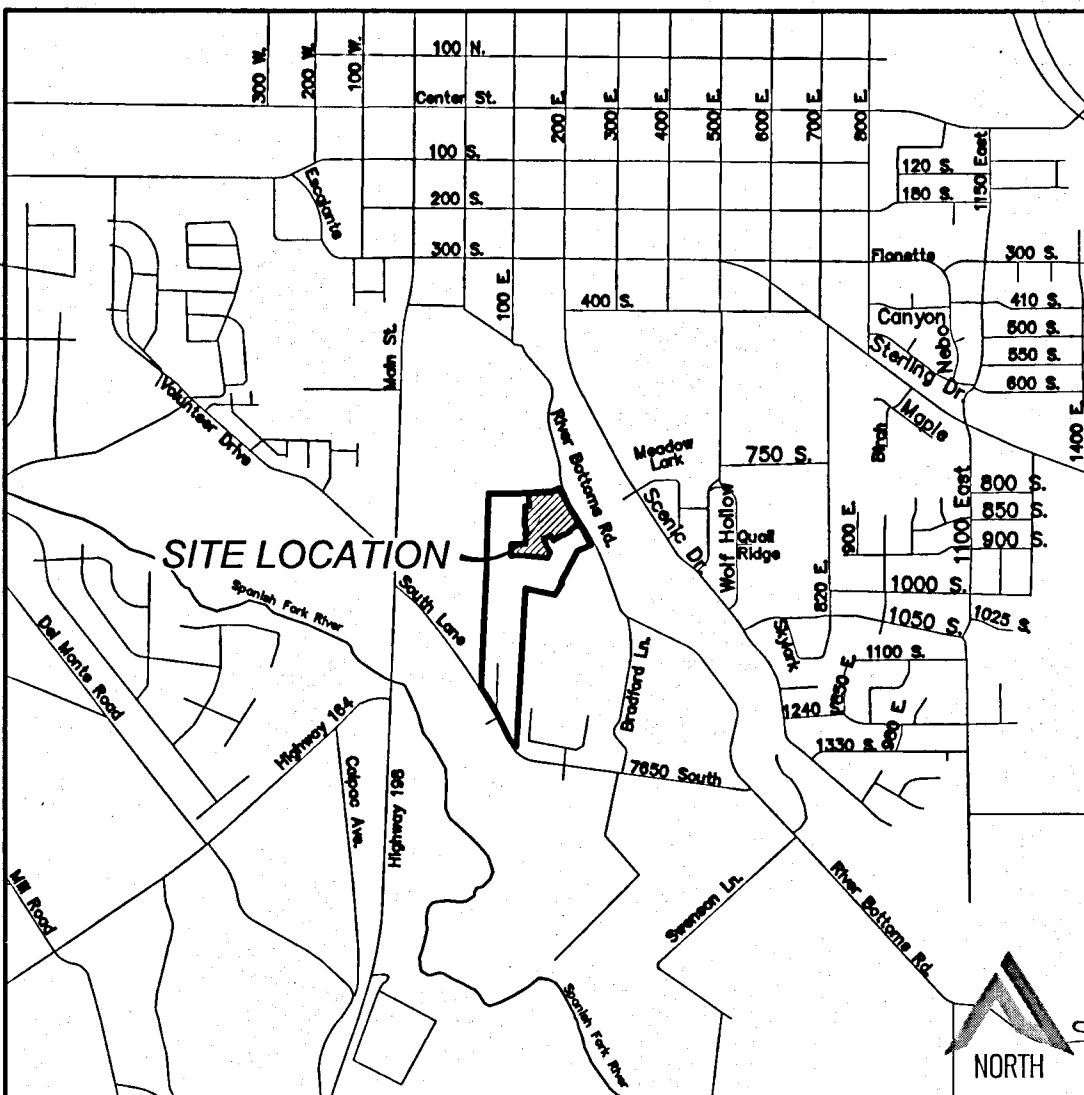 300 W.
200 W.
100 W.
100 N.
Center St.
200 E.
300 E.
400 E.
500 E.
600 E.
700 E.
800 E.
100 S.
120 S.
1150 East
Escalante
180 S.
200 S.
300 S.
Flonette
300 S.
100 E.
400 S.
410 S.
Canyon
Nebo
500 S.
Main St.
Sterling Dr.
550 S.
600 S.
Volunteer Drive
Maple
River Bottoms Rd.
Birch
1400 E.
Meadow
Lark
750 S.
1100 East
800 S.
Scenic Dr.
850 S.
Wolf Hollow
900 E.
Quail
Ridge
900 S.
SITE LOCATION
820 E.
1000 S.
Spanish Fork River
South Lane
1050 S.
1025 S.
Del Monte Road
Skylark
Bradford Ln.
1100 S.
Highway 164
1240
980 E.
1330 S.
7650 South
Calpac Ave.
Highway 198
Mill Road
Swenson Ln.
River Bottoms Rd.
Spanish Fork River
NORTH